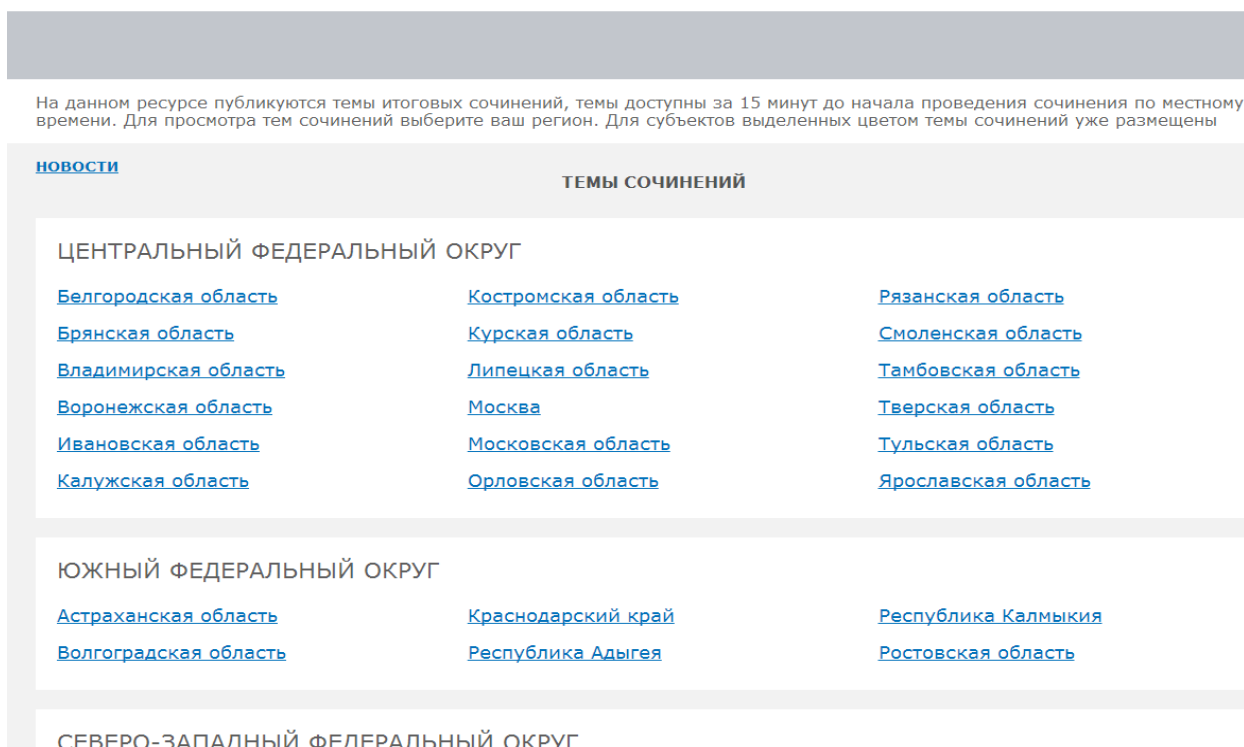 На данном ресурсе публикуются темы итоговых сочинений, темы доступны за 15 минут до начала проведения сочинения по местному
времени. Для просмотра тем сочинений выберите ваш регион. Для субъектов выделенных цветом темы сочинений уже размещены
НОВОСТИ
ТЕМЫ СОЧИНЕНИЙ
ЦЕНТРАЛЬНЫЙ ФЕДЕРАЛЬНЫЙ ОКРУГ
Белгородская область Костромская область Рязанская область
Брянская область Курская область Смоленская область
Владимирская область Липецкая область Тамбовская область
Воронежская область Москва Тверская область
Ивановская область Московская область Тульская область
Калужская область Орловская область Ярославская область
ЮЖНЫЙ ФЕДЕРАЛЬНЫЙ ОКРУГ
Астраханская область Краснодарский край Республика Калмыкия
Волгоградская область Республика Адыгея Ростовская область
СЕВЕРО-ЗАПАДНЫЙ ФЕДЕРАЛЬНЫЙ ОКРУГ